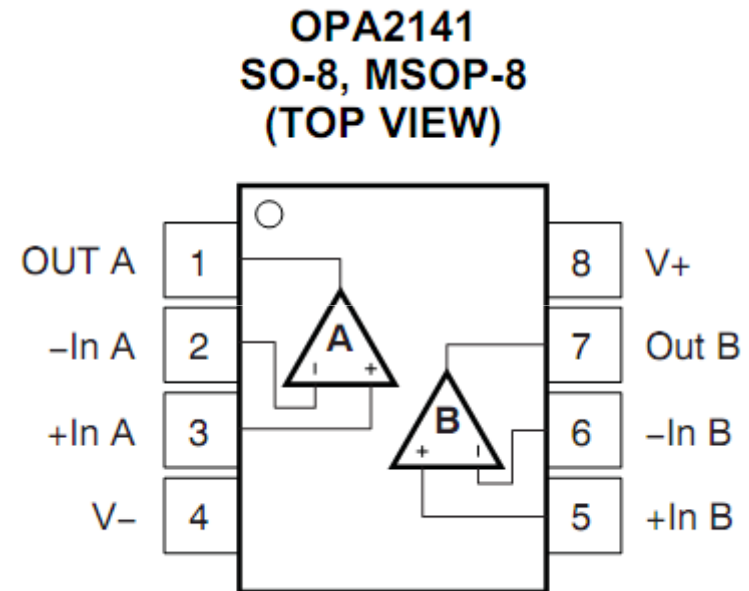 OPA2141
SO-8, MSOP-8
(TOP VIEW)
OUT A 1 8 V+
A
–In A 2 7 Out B
– +
+In A 3 B 6 –In B
+ –
V– 4 5 +In B